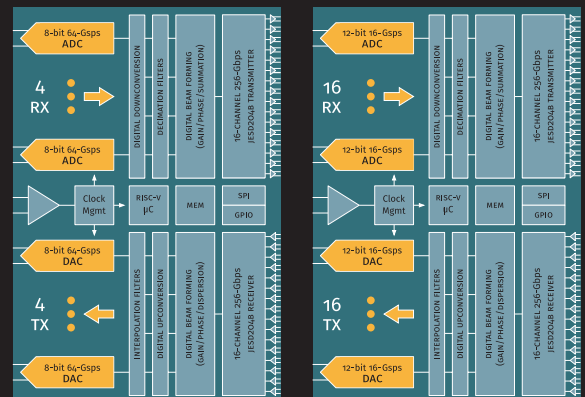 8-bit 64-Gsps
ADC
4
RX
8-bit 64-Gsps
ADC
DIGITAL DOWNCONVERSION
DECIMATION FILTERS
DIGITAL BEAM FORMING
(GAIN/PHASE/SUMMATION)
16-CHANNEL 256-Gbps
JESD204B TRANSMITTER
Clock
Mgmt
RISC-V
µC
MEM
SPI
GPIO
8-bit 64-Gsps
DAC
4
TX
8-bit 64-Gsps
DAC
INTERPOLATION FILTERS
DIGITAL UPCONVERSION
DIGITAL BEAM FORMING
(GAIN/PHASE/DISPERSION)
16-CHANNEL 256-Gbps
JESD204B RECEIVER
12-bit 16-Gsps
ADC
16
RX
12-bit 16-Gsps
ADC
DIGITAL DOWNCONVERSION
DECIMATION FILTERS
DIGITAL BEAM FORMING
(GAIN/PHASE/SUMMATION)
16-CHANNEL 256-Gbps
JESD204B TRANSMITTER
Clock
Mgmt
RISC-V
µC
MEM
SPI
GPIO
12-bit 16-Gsps
DAC
16
TX
12-bit 16-Gsps
DAC
INTERPOLATION FILTERS
DIGITAL UPCONVERSION
DIGITAL BEAM FORMING
(GAIN/PHASE/DISPERSION)
16-CHANNEL 256-Gbps
JESD204B RECEIVER